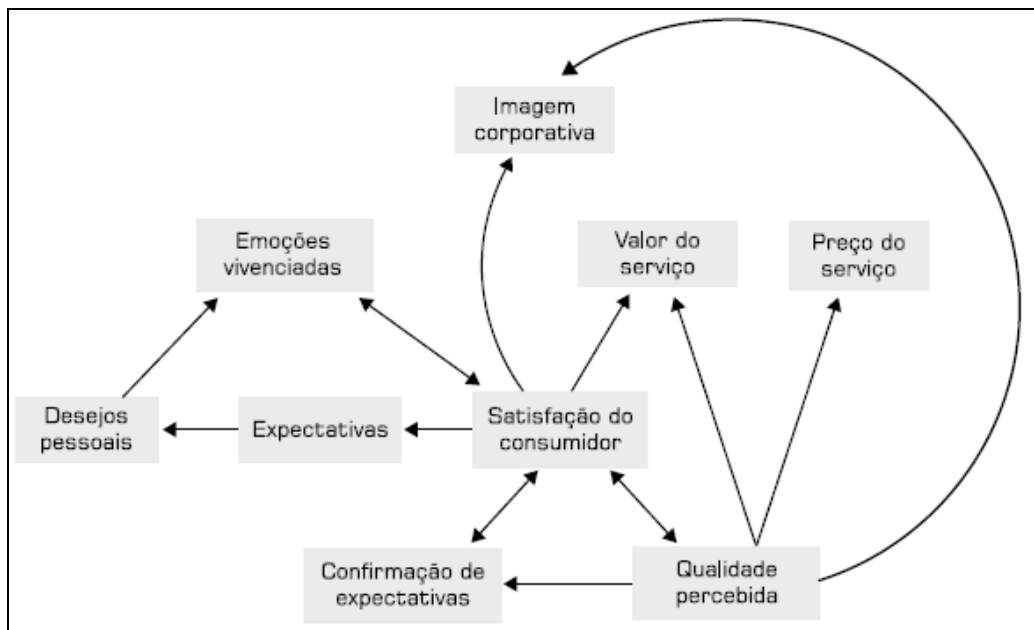 Imagem
corporativa
Emoções
vivenciadas
Valor do
serviço
Preço do
serviço
Desejos
pessoais
Expectativas
Satisfação do
consumidor
Confirmação de
expectativas
Qualidade
percebida